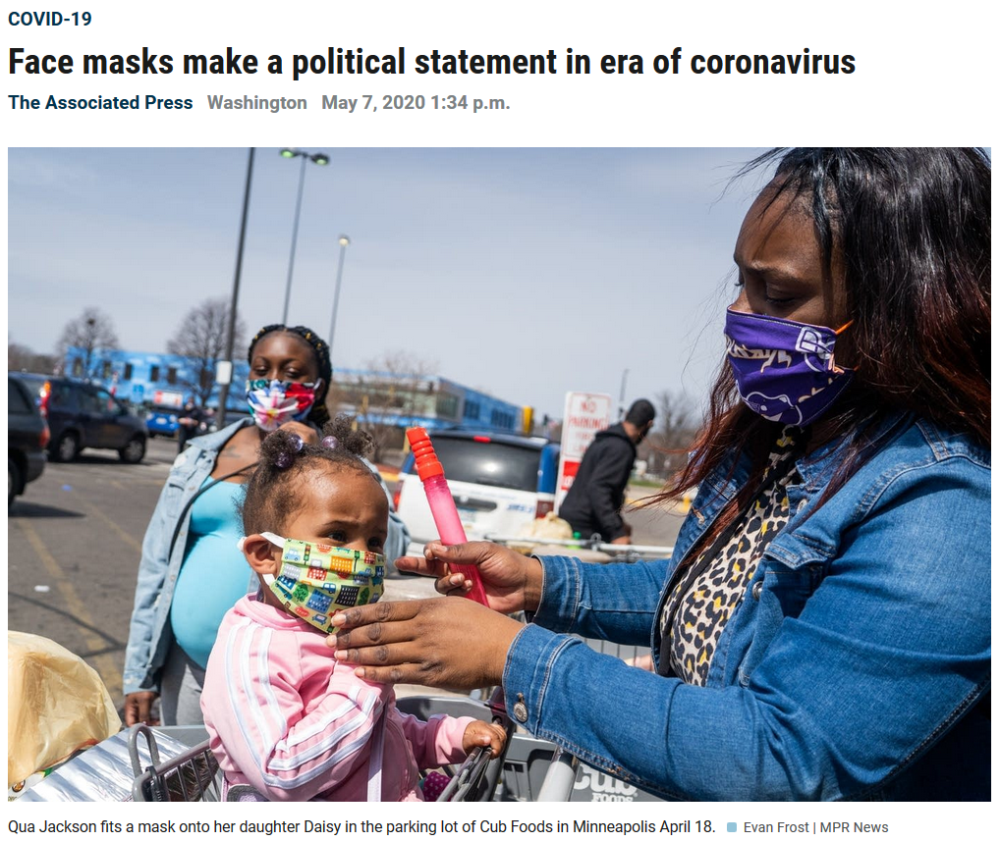 COVID-19
Face masks make a political statement in era of coronavirus
The Associated Press Washington May 7, 2020 1:34 p.m.
NO
PARKING
Cub
FOODS
Qua Jackson fits a mask onto her daughter Daisy in the parking lot of Cub Foods in Minneapolis April 18. Evan Frost | MPR News